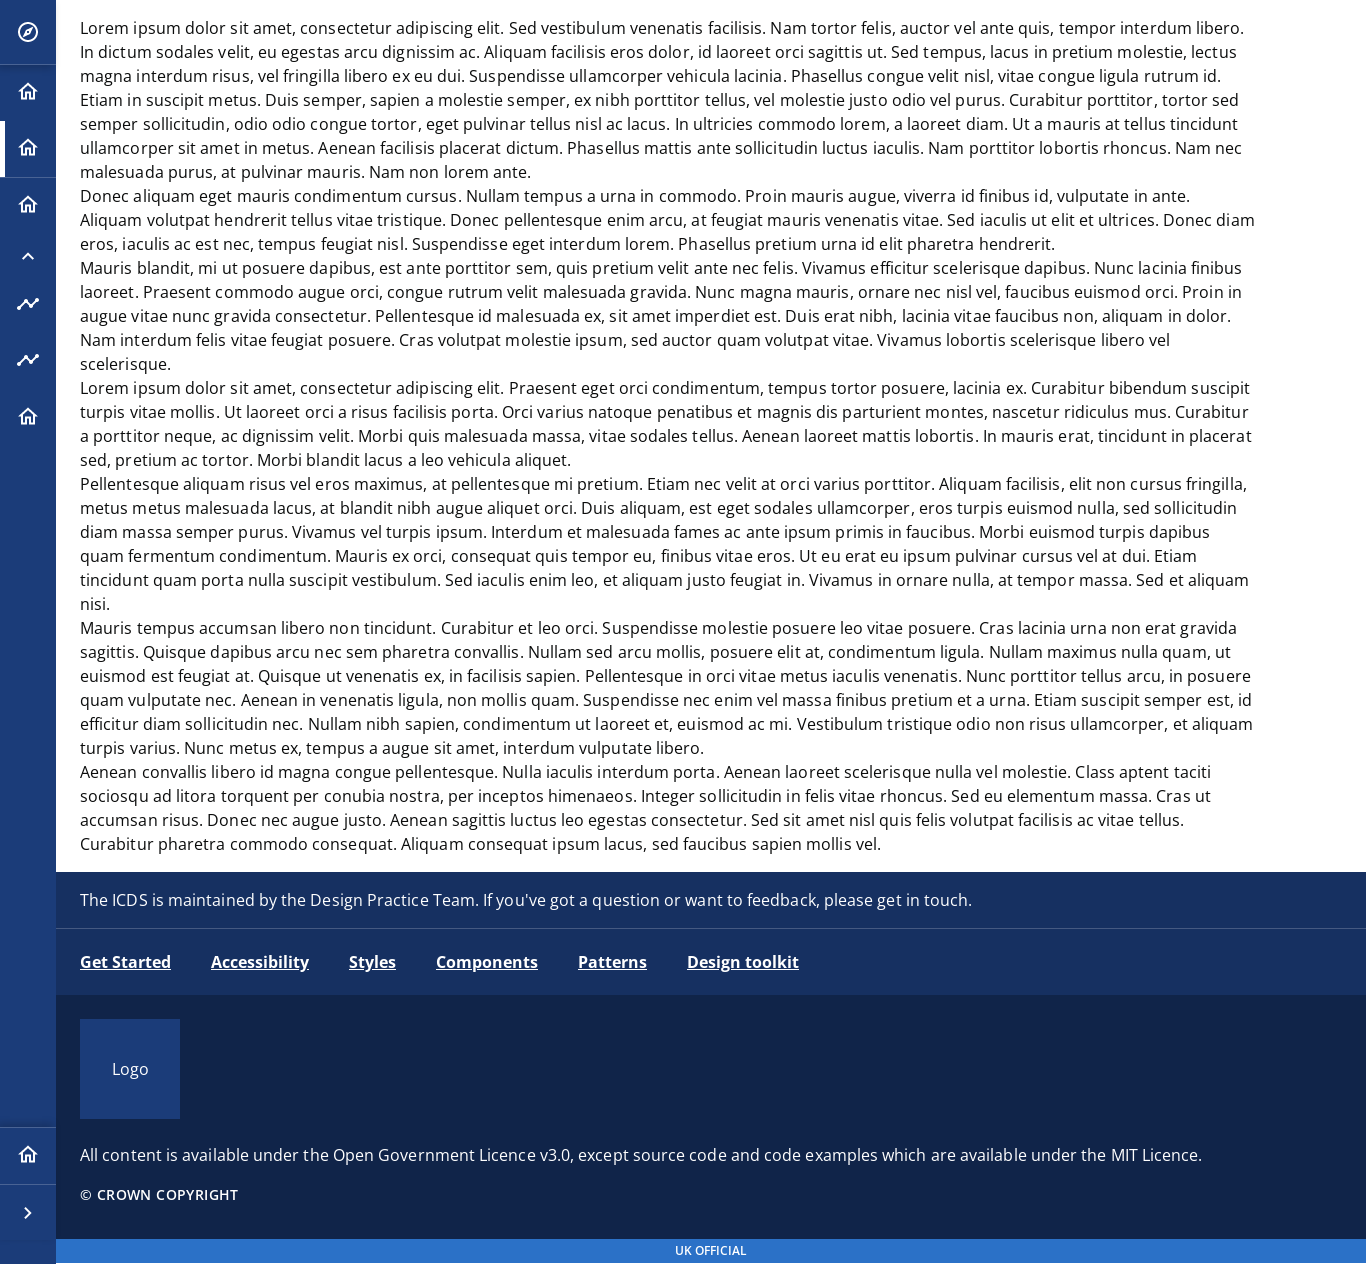 Lorem ipsum dolor sit amet, consectetur adipiscing elit. Sed vestibulum venenatis facilisis. Nam tortor felis, auctor vel ante quis, tempor interdum libero.
In dictum sodales velit, eu egestas arcu dignissim ac. Aliquam facilisis eros dolor, id laoreet orci sagittis ut. Sed tempus, lacus in pretium molestie, lectus
magna interdum risus, vel fringilla libero ex eu dui. Suspendisse ullamcorper vehicula lacinia. Phasellus congue velit nisl, vitae congue ligula rutrum id.
Etiam in suscipit metus. Duis semper, sapien a molestie semper, ex nibh porttitor tellus, vel molestie justo odio vel purus. Curabitur porttitor, tortor sed
semper sollicitudin, odio odio congue tortor, eget pulvinar tellus nisl ac lacus. In ultricies commodo lorem, a laoreet diam. Ut a mauris at tellus tincidunt
ullamcorper sit amet in metus. Aenean facilisis placerat dictum. Phasellus mattis ante sollicitudin luctus iaculis. Nam porttitor lobortis rhoncus. Nam nec
malesuada purus, at pulvinar mauris. Nam non lorem ante.
Donec aliquam eget mauris condimentum cursus. Nullam tempus a urna in commodo. Proin mauris augue, viverra id finibus id, vulputate in ante.
Aliquam volutpat hendrerit tellus vitae tristique. Donec pellentesque enim arcu, at feugiat mauris venenatis vitae. Sed iaculis ut elit et ultrices. Donec diam
eros, iaculis ac est nec, tempus feugiat nisl. Suspendisse eget interdum lorem. Phasellus pretium urna id elit pharetra hendrerit.
Mauris blandit, mi ut posuere dapibus, est ante porttitor sem, quis pretium velit ante nec felis. Vivamus efficitur scelerisque dapibus. Nunc lacinia finibus
laoreet. Praesent commodo augue orci, congue rutrum velit malesuada gravida. Nunc magna mauris, ornare nec nisl vel, faucibus euismod orci. Proin in
augue vitae nunc gravida consectetur. Pellentesque id malesuada ex, sit amet imperdiet est. Duis erat nibh, lacinia vitae faucibus non, aliquam in dolor.
Nam interdum felis vitae feugiat posuere. Cras volutpat molestie ipsum, sed auctor quam volutpat vitae. Vivamus lobortis scelerisque libero vel
scelerisque.
Lorem ipsum dolor sit amet, consectetur adipiscing elit. Praesent eget orci condimentum, tempus tortor posuere, lacinia ex. Curabitur bibendum suscipit
turpis vitae mollis. Ut laoreet orci a risus facilisis porta. Orci varius natoque penatibus et magnis dis parturient montes, nascetur ridiculus mus. Curabitur
a porttitor neque, ac dignissim velit. Morbi quis malesuada massa, vitae sodales tellus. Aenean laoreet mattis lobortis. In mauris erat, tincidunt in placerat
sed, pretium ac tortor. Morbi blandit lacus a leo vehicula aliquet.
Pellentesque aliquam risus vel eros maximus, at pellentesque mi pretium. Etiam nec velit at orci varius porttitor. Aliquam facilisis, elit non cursus fringilla,
metus metus malesuada lacus, at blandit nibh augue aliquet orci. Duis aliquam, est eget sodales ullamcorper, eros turpis euismod nulla, sed sollicitudin
diam massa semper purus. Vivamus vel turpis ipsum. Interdum et malesuada fames ac ante ipsum primis in faucibus. Morbi euismod turpis dapibus
quam fermentum condimentum. Mauris ex orci, consequat quis tempor eu, finibus vitae eros. Ut eu erat eu ipsum pulvinar cursus vel at dui. Etiam
tincidunt quam porta nulla suscipit vestibulum. Sed iaculis enim leo, et aliquam justo feugiat in. Vivamus in ornare nulla, at tempor massa. Sed et aliquam
nisi.
Mauris tempus accumsan libero non tincidunt. Curabitur et leo orci. Suspendisse molestie posuere leo vitae posuere. Cras lacinia urna non erat gravida
sagittis. Quisque dapibus arcu nec sem pharetra convallis. Nullam sed arcu mollis, posuere elit at, condimentum ligula. Nullam maximus nulla quam, ut
euismod est feugiat at. Quisque ut venenatis ex, in facilisis sapien. Pellentesque in orci vitae metus iaculis venenatis. Nunc porttitor tellus arcu, in posuere
quam vulputate nec. Aenean in venenatis ligula, non mollis quam. Suspendisse nec enim vel massa finibus pretium et a urna. Etiam suscipit semper est, id
efficitur diam sollicitudin nec. Nullam nibh sapien, condimentum ut laoreet et, euismod ac mi. Vestibulum tristique odio non risus ullamcorper, et aliquam
turpis varius. Nunc metus ex, tempus a augue sit amet, interdum vulputate libero.
Aenean convallis libero id magna congue pellentesque. Nulla iaculis interdum porta. Aenean laoreet scelerisque nulla vel molestie. Class aptent taciti
sociosqu ad litora torquent per conubia nostra, per inceptos himenaeos. Integer sollicitudin in felis vitae rhoncus. Sed eu elementum massa. Cras ut
accumsan risus. Donec nec augue justo. Aenean sagittis luctus leo egestas consectetur. Sed sit amet nisl quis felis volutpat facilisis ac vitae tellus.
Curabitur pharetra commodo consequat. Aliquam consequat ipsum lacus, sed faucibus sapien mollis vel.
The ICDS is maintained by the Design Practice Team. If you've got a question or want to feedback, please get in touch.
Get Started Accessibility Styles Components Patterns Design toolkit
Logo
All content is available under the Open Government Licence v3.0, except source code and code examples which are available under the MIT Licence.
© CROWN COPYRIGHT
UK OFFICIAL